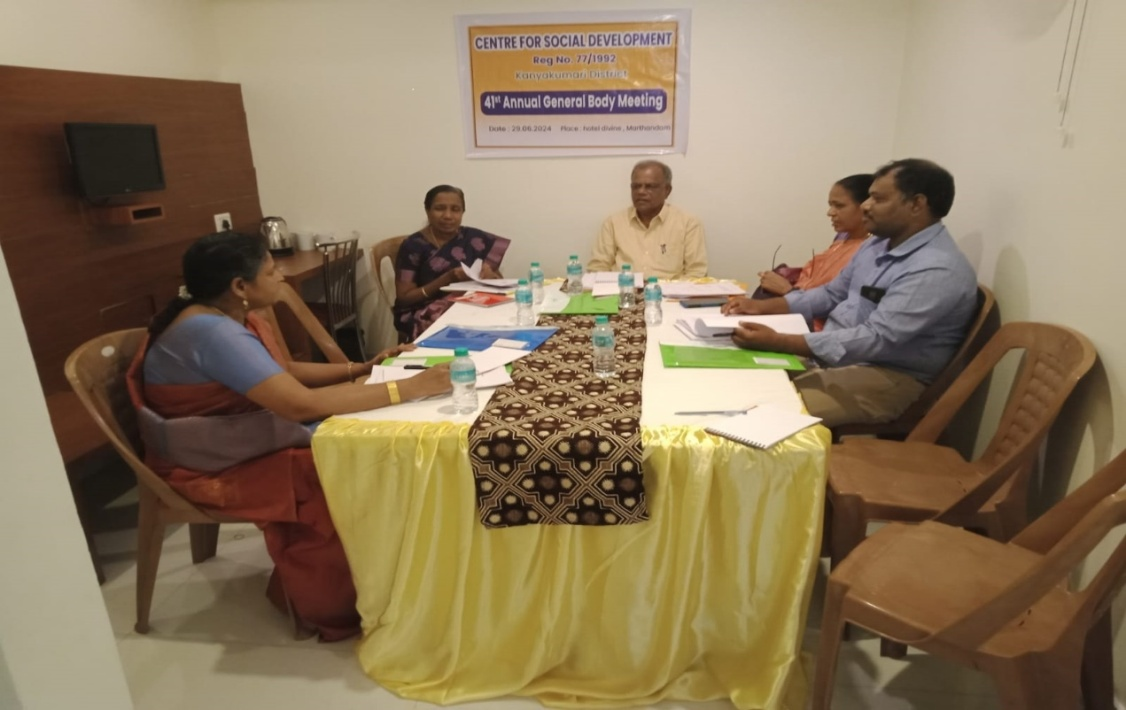 CENTRE FOR SOCIAL DEVELOPMENT
Reg No. 77/1992
Kanyakumari District
41st Annual General Body Meeting
Date : 29.06.2024 Place : hotel divine , Marthandam